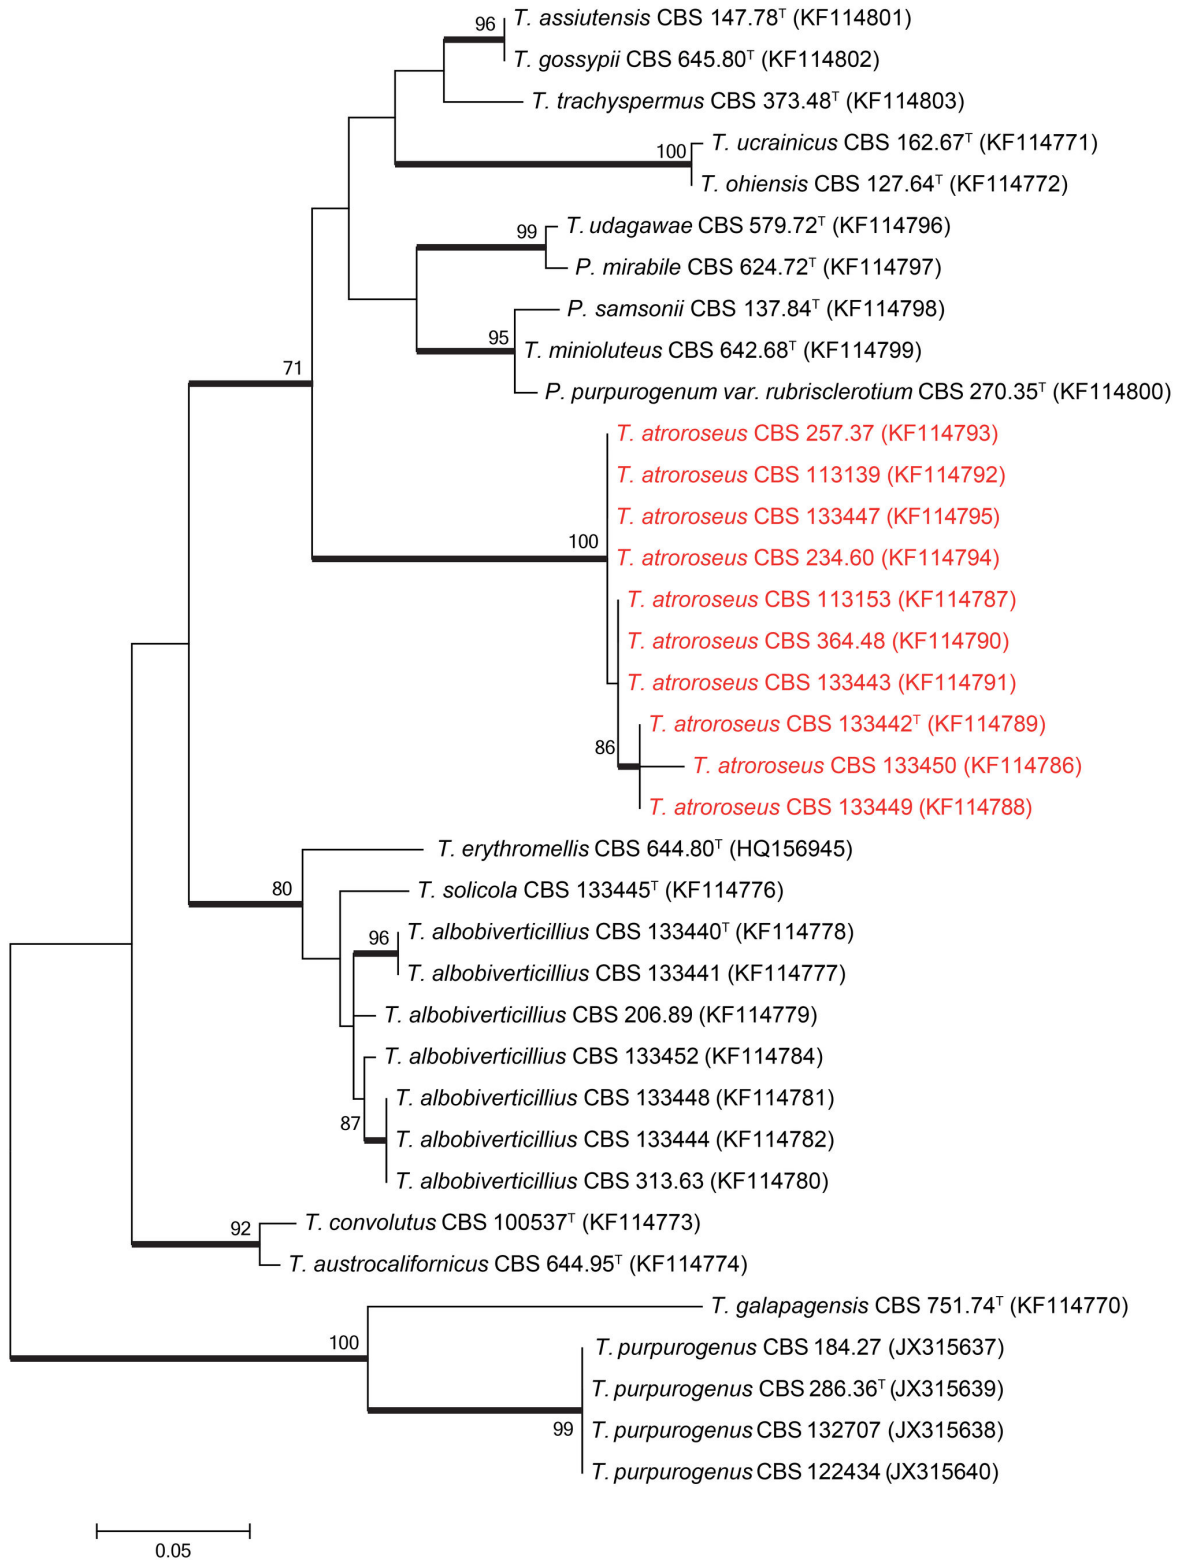 96
T. assiutensis CBS 147.78ᵀ (KF114801)
T. gossypii CBS 645.80ᵀ (KF114802)
T. trachyspermus CBS 373.48ᵀ (KF114803)
100
T. ucrainicus CBS 162.67ᵀ (KF114771)
T. ohiensis CBS 127.64ᵀ (KF114772)
99
T. udagawae CBS 579.72ᵀ (KF114796)
P. mirabile CBS 624.72ᵀ (KF114797)
P. samsonii CBS 137.84ᵀ (KF114798)
95
T. minioluteus CBS 642.68ᵀ (KF114799)
71
P. purpurogenum var. rubrisclerotium CBS 270.35ᵀ (KF114800)
T. atroroseus CBS 257.37 (KF114793)
T. atroroseus CBS 113139 (KF114792)
T. atroroseus CBS 133447 (KF114795)
100
T. atroroseus CBS 234.60 (KF114794)
T. atroroseus CBS 113153 (KF114787)
T. atroroseus CBS 364.48 (KF114790)
T. atroroseus CBS 133443 (KF114791)
T. atroroseus CBS 133442ᵀ (KF114789)
86
T. atroroseus CBS 133450 (KF114786)
T. atroroseus CBS 133449 (KF114788)
T. erythromellis CBS 644.80ᵀ (HQ156945)
80
T. solicola CBS 133445ᵀ (KF114776)
96
T. albobiverticillius CBS 133440ᵀ (KF114778)
T. albobiverticillius CBS 133441 (KF114777)
T. albobiverticillius CBS 206.89 (KF114779)
T. albobiverticillius CBS 133452 (KF114784)
T. albobiverticillius CBS 133448 (KF114781)
87
T. albobiverticillius CBS 133444 (KF114782)
T. albobiverticillius CBS 313.63 (KF114780)
92
T. convolutus CBS 100537ᵀ (KF114773)
T. austrocalifornicus CBS 644.95ᵀ (KF114774)
T. galapagensis CBS 751.74ᵀ (KF114770)
100
T. purpurogenus CBS 184.27 (JX315637)
T. purpurogenus CBS 286.36ᵀ (JX315639)
99
T. purpurogenus CBS 132707 (JX315638)
T. purpurogenus CBS 122434 (JX315640)
0.05